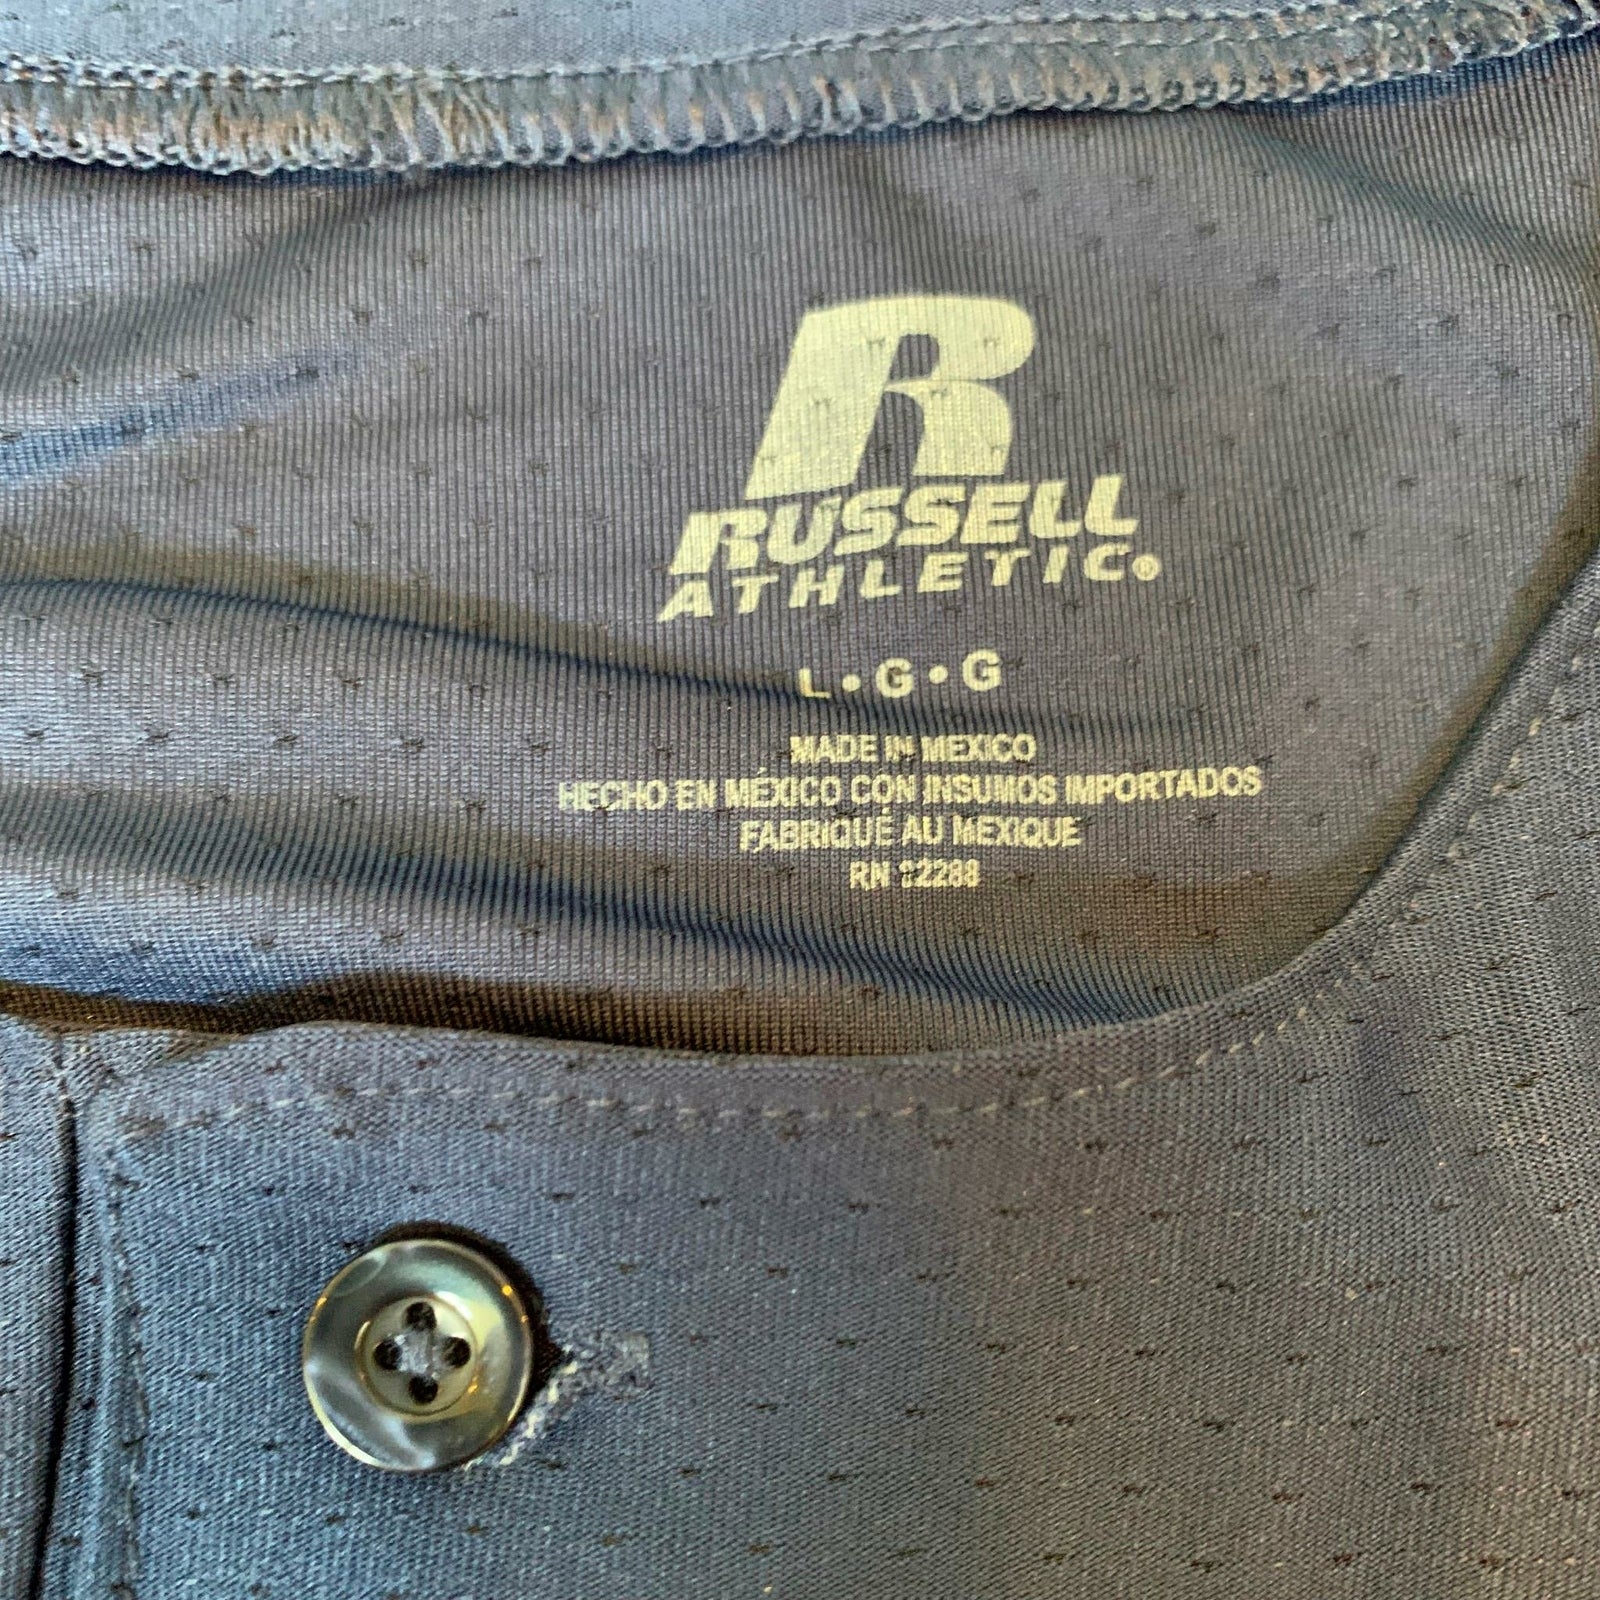 R
RUSSELL
ATHLETIC®
L • G • G
MADE IN MEXICO
HECHO EN MÉXICO CON INSUMOS IMPORTADOS
FABRIQUÉ AU MEXIQUE
RN